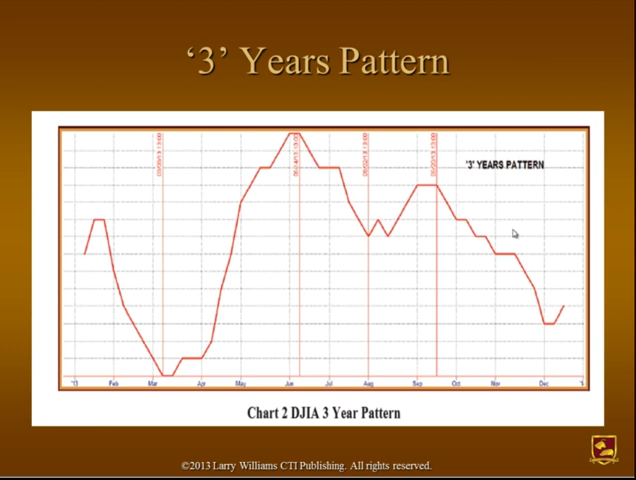 ‘3’ Years Pattern
'3' YEARS PATTERN
'13 Feb Mar Apr May Jun Jul Aug Sep Oct Nov Dec
Chart 2 DJIA 3 Year Pattern
©2013 Larry Williams CTI Publishing. All rights reserved.